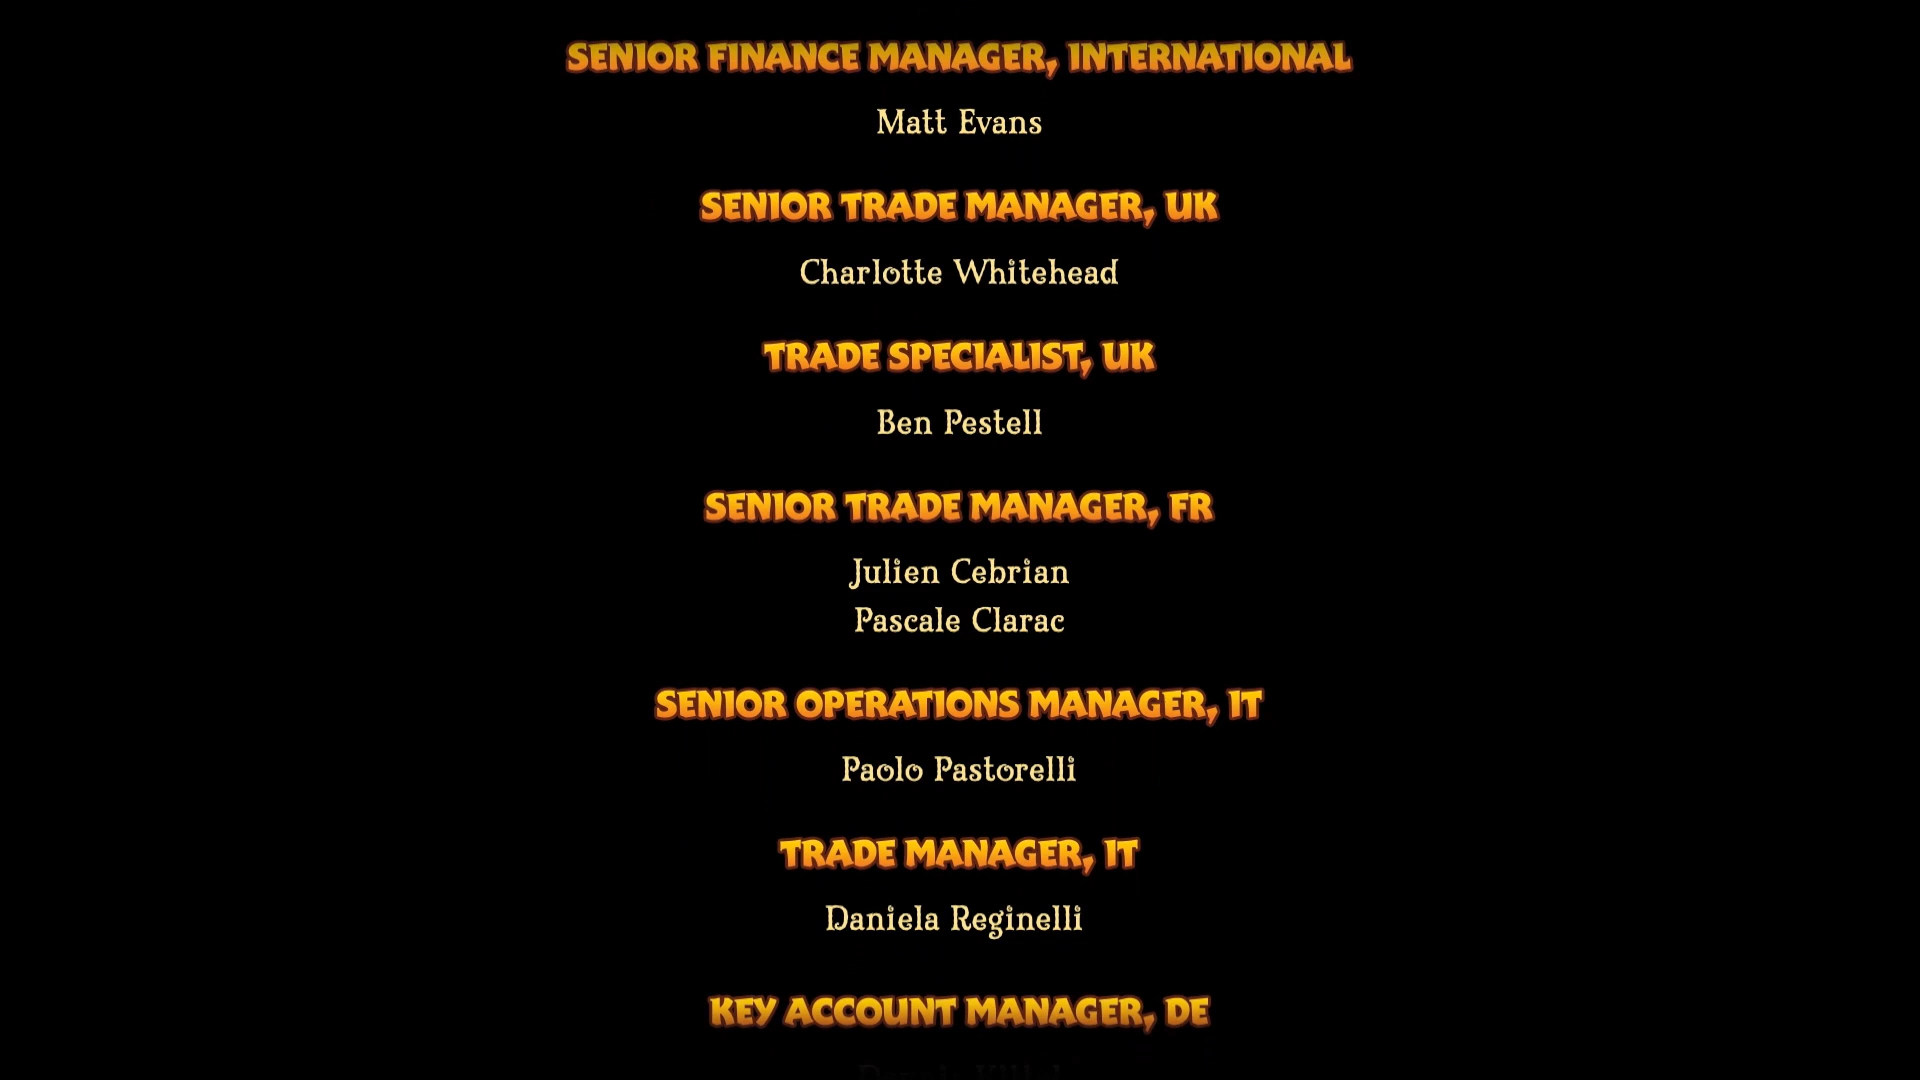 SENIOR FINANCE MANAGER, INTERNATIONAL
Matt Evans
SENIOR TRADE MANAGER, UK
Charlotte Whitehead
TRADE SPECIALIST, UK
Ben Pestell
SENIOR TRADE MANAGER, FR
Julien Cebrian
Pascale Clarac
SENIOR OPERATIONS MANAGER, IT
Paolo Pastorelli
TRADE MANAGER, IT
Daniela Reginelli
KEY ACCOUNT MANAGER, DE